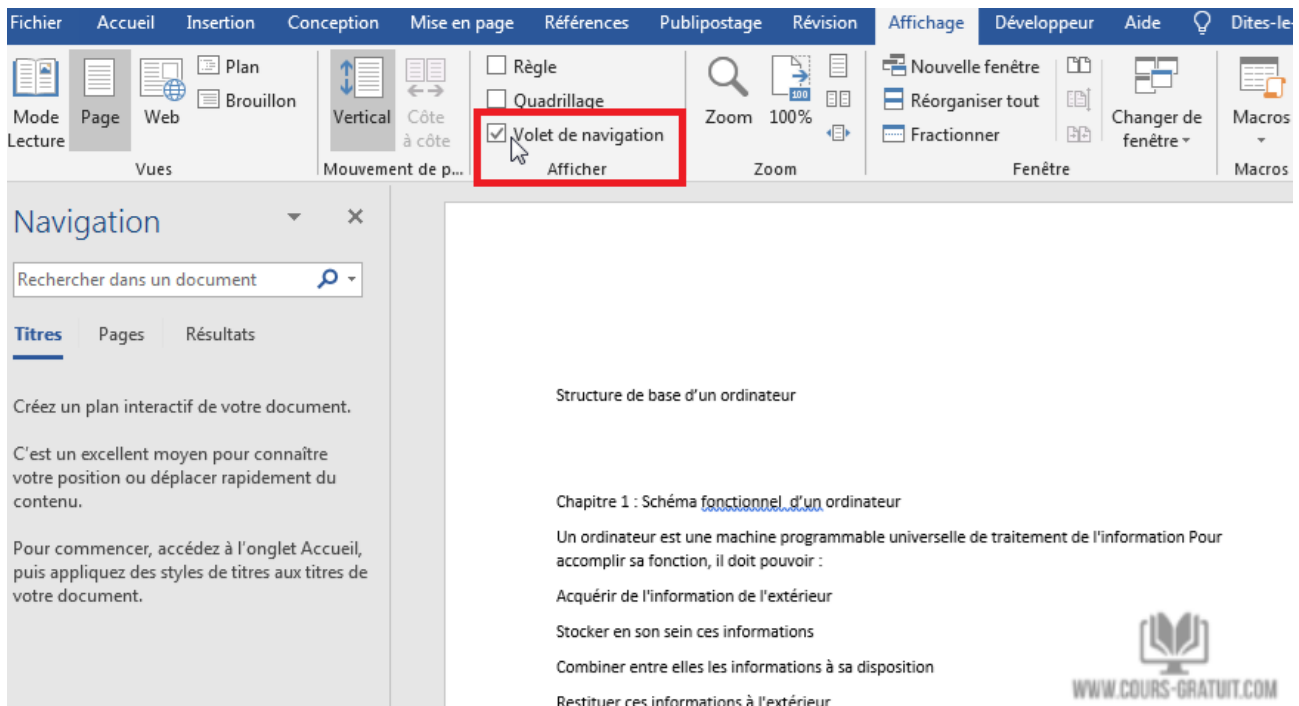 Fichier Accueil Insertion Conception Mise en page Références Publipostage Révision Affichage Développeur Aide Dites-le-
Mode Lecture
Page
Web
Plan
Brouillon
Vues
Vertical
Côte à côte
Mouvement de p...
Règle
Quadrillage
Volet de navigation
Afficher
Zoom
100
100%
Zoom
Nouvelle fenêtre
Réorganiser tout
Fractionner
Changer de fenêtre
Fenêtre
Macros
Macros
Navigation
Rechercher dans un document
Titres Pages Résultats
Créez un plan interactif de votre document.
C'est un excellent moyen pour connaître
votre position ou déplacer rapidement du
contenu.
Pour commencer, accédez à l'onglet Accueil,
puis appliquez des styles de titres aux titres de
votre document.
Structure de base d'un ordinateur
Chapitre 1 : Schéma fonctionnel d'un ordinateur
Un ordinateur est une machine programmable universelle de traitement de l'information Pour
accomplir sa fonction, il doit pouvoir :
Acquérir de l'information de l'extérieur
Stocker en son sein ces informations
Combiner entre elles les informations à sa disposition
Restituer ces informations à l'extérieur
WWW.COURS-GRATUIT.COM